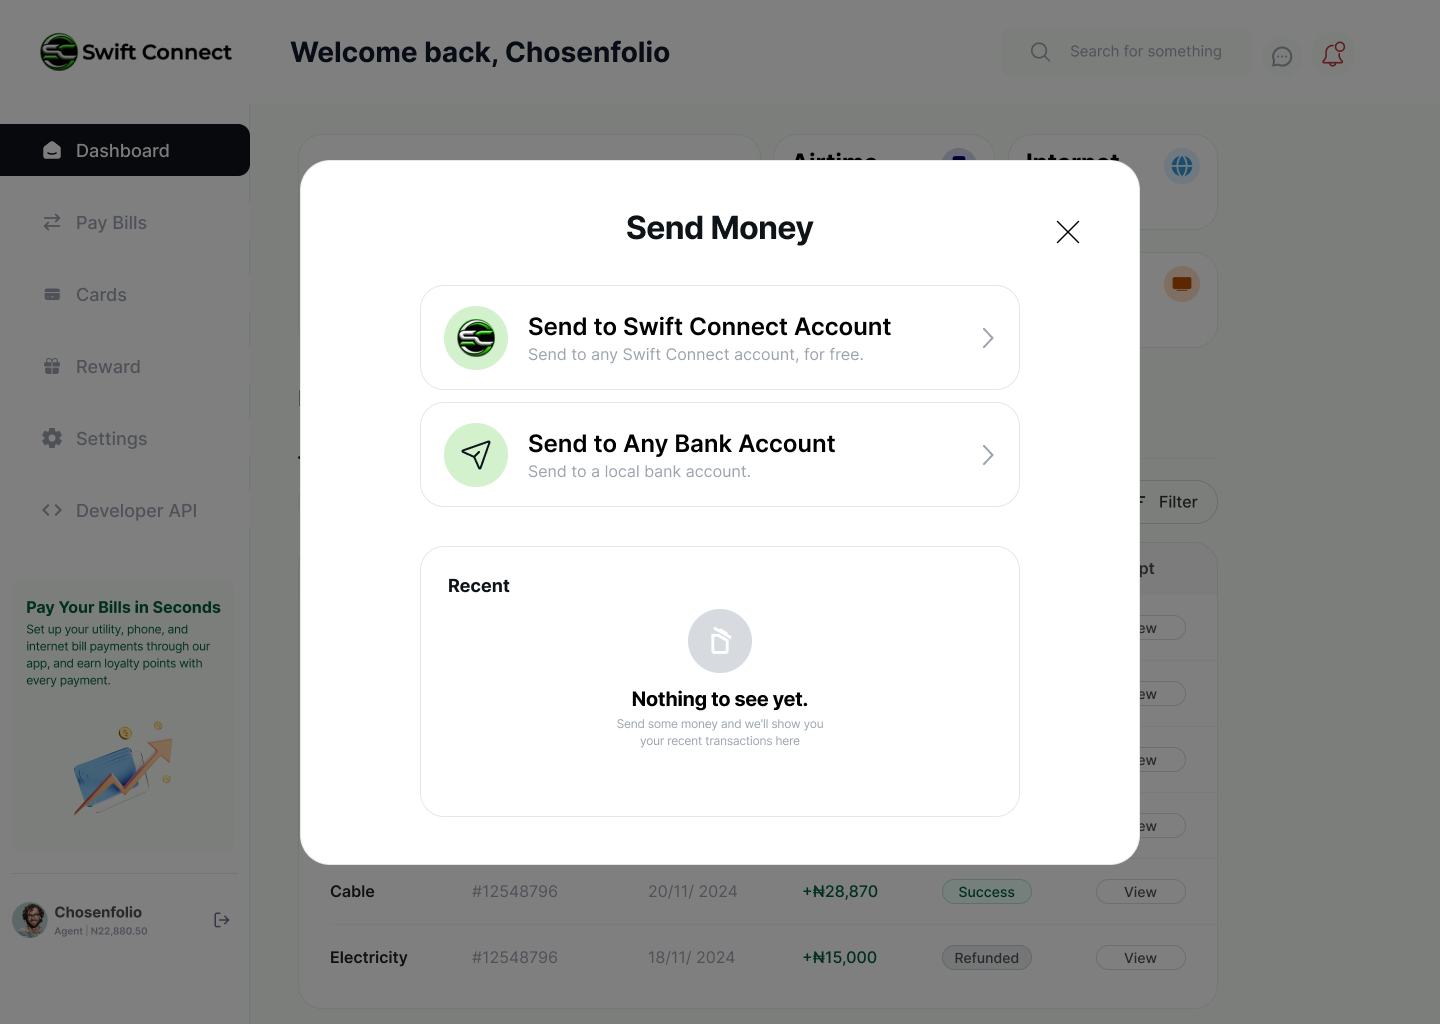 Swift Connect
Welcome back, Chosenfolio
Search for something
Dashboard
Pay Bills
Cards
Reward
Settings
Developer API
Pay Your Bills in Seconds
Set up your utility, phone, and
internet bill payments through our
app, and earn loyalty points with
every payment.
Chosenfolio
Agent | N22,880.50
Airtime
Internet
Send Money
Send to Swift Connect Account
Send to any Swift Connect account, for free.
Send to Any Bank Account
Send to a local bank account.
Recent
Nothing to see yet.
Send some money and we'll show you
your recent transactions here
Filter
Cable #12548796 20/11/ 2024 +₦28,870 Success View
Electricity #12548796 18/11/ 2024 +₦15,000 Refunded View